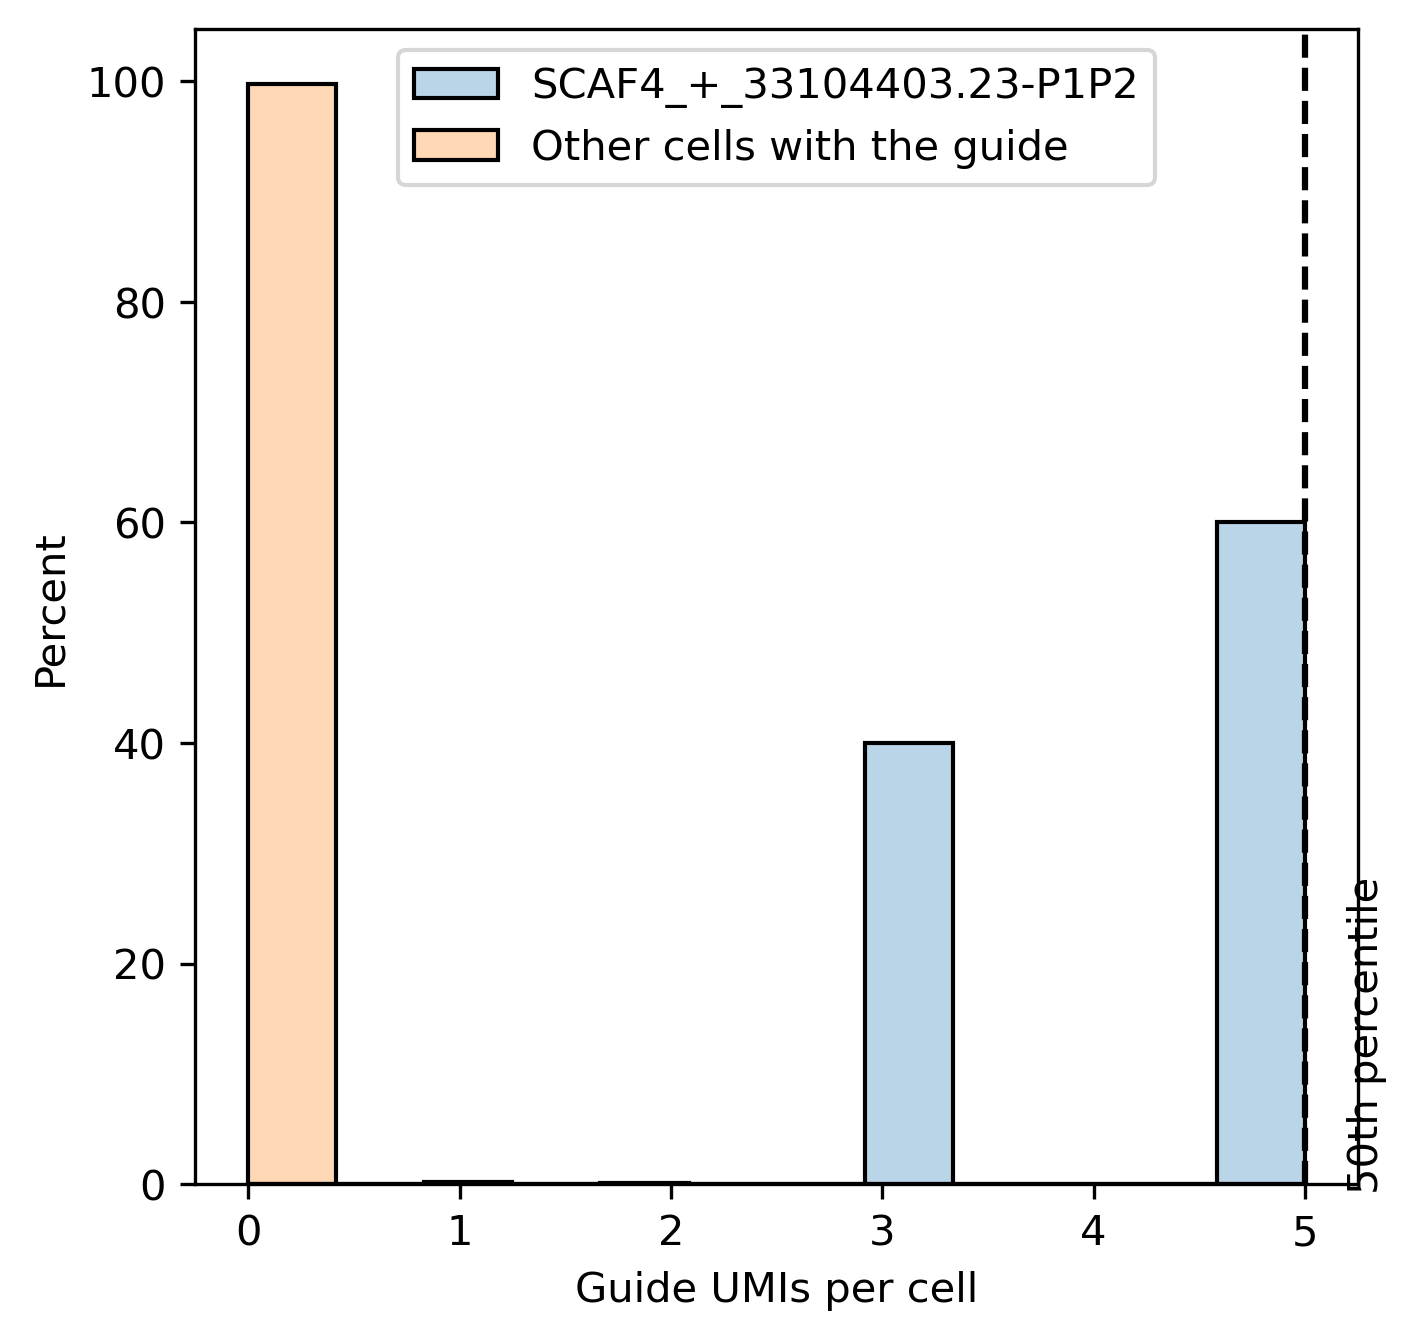 SCAF4_+_33104403.23-P1P2
Other cells with the guide
100
80
60
40
20
0
Percent
0 1 2 3 4 5
Guide UMIs per cell
50th percentile